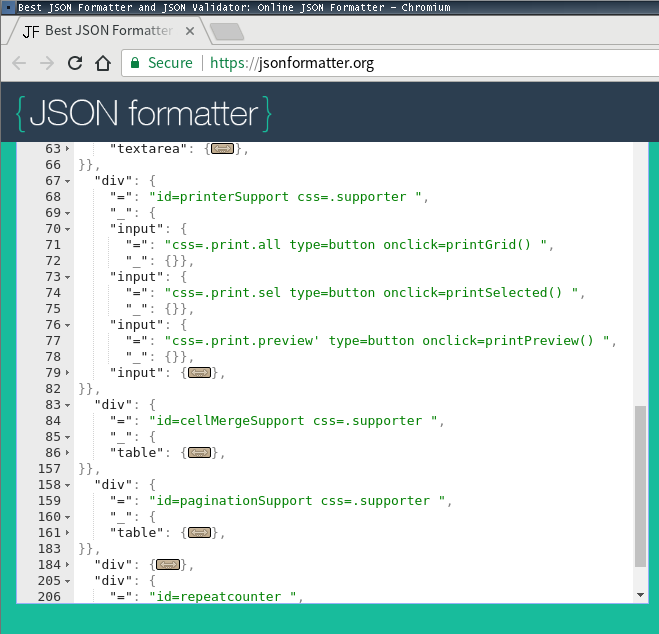 Best JSON Formatter and JSON Validator: Online JSON Formatter - Chromium
JF Best JSON Formatter
Secure https://jsonformatter.org
{JSON formatter}
63 "textarea": {},
66 }},
67 "div": {
68 "=": "id=printerSupport css=.supporter ",
69 "_": {
70 "input": {
71 "=": "css=.print.all type=button onclick=printGrid() ",
72 "_": {}},
73 "input": {
74 "=": "css=.print.sel type=button onclick=printSelected() ",
75 "_": {}},
76 "input": {
77 "=": "css=.print.preview' type=button onclick=printPreview() ",
78 "_": {}},
79 "input": {},
82 }},
83 "div": {
84 "=": "id=cellMergeSupport css=.supporter ",
85 "_": {
86 "table": {},
157 }},
158 "div": {
159 "=": "id=paginationSupport css=.supporter ",
160 "_": {
161 "table": {},
183 }},
184 "div": {},
205 "div": {
206 "=": "id=repeatcounter ",